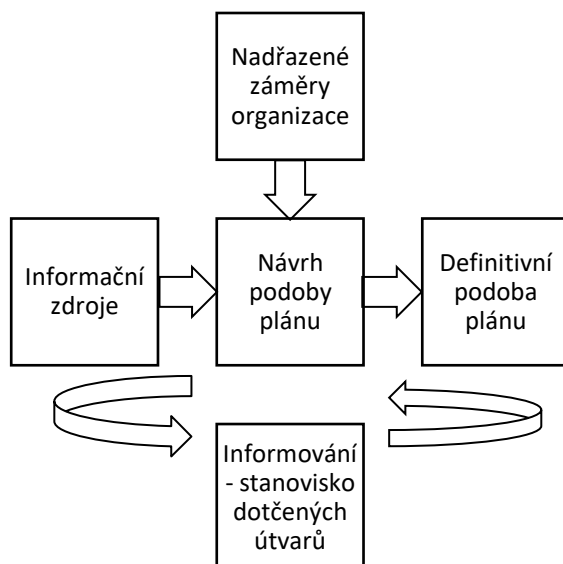 Nadřazené
záměry
organizace
Informační
zdroje
Návrh
podoby
plánu
Definitivní
podoba
plánu
Informování
- stanovisko
dotčených
útvarů